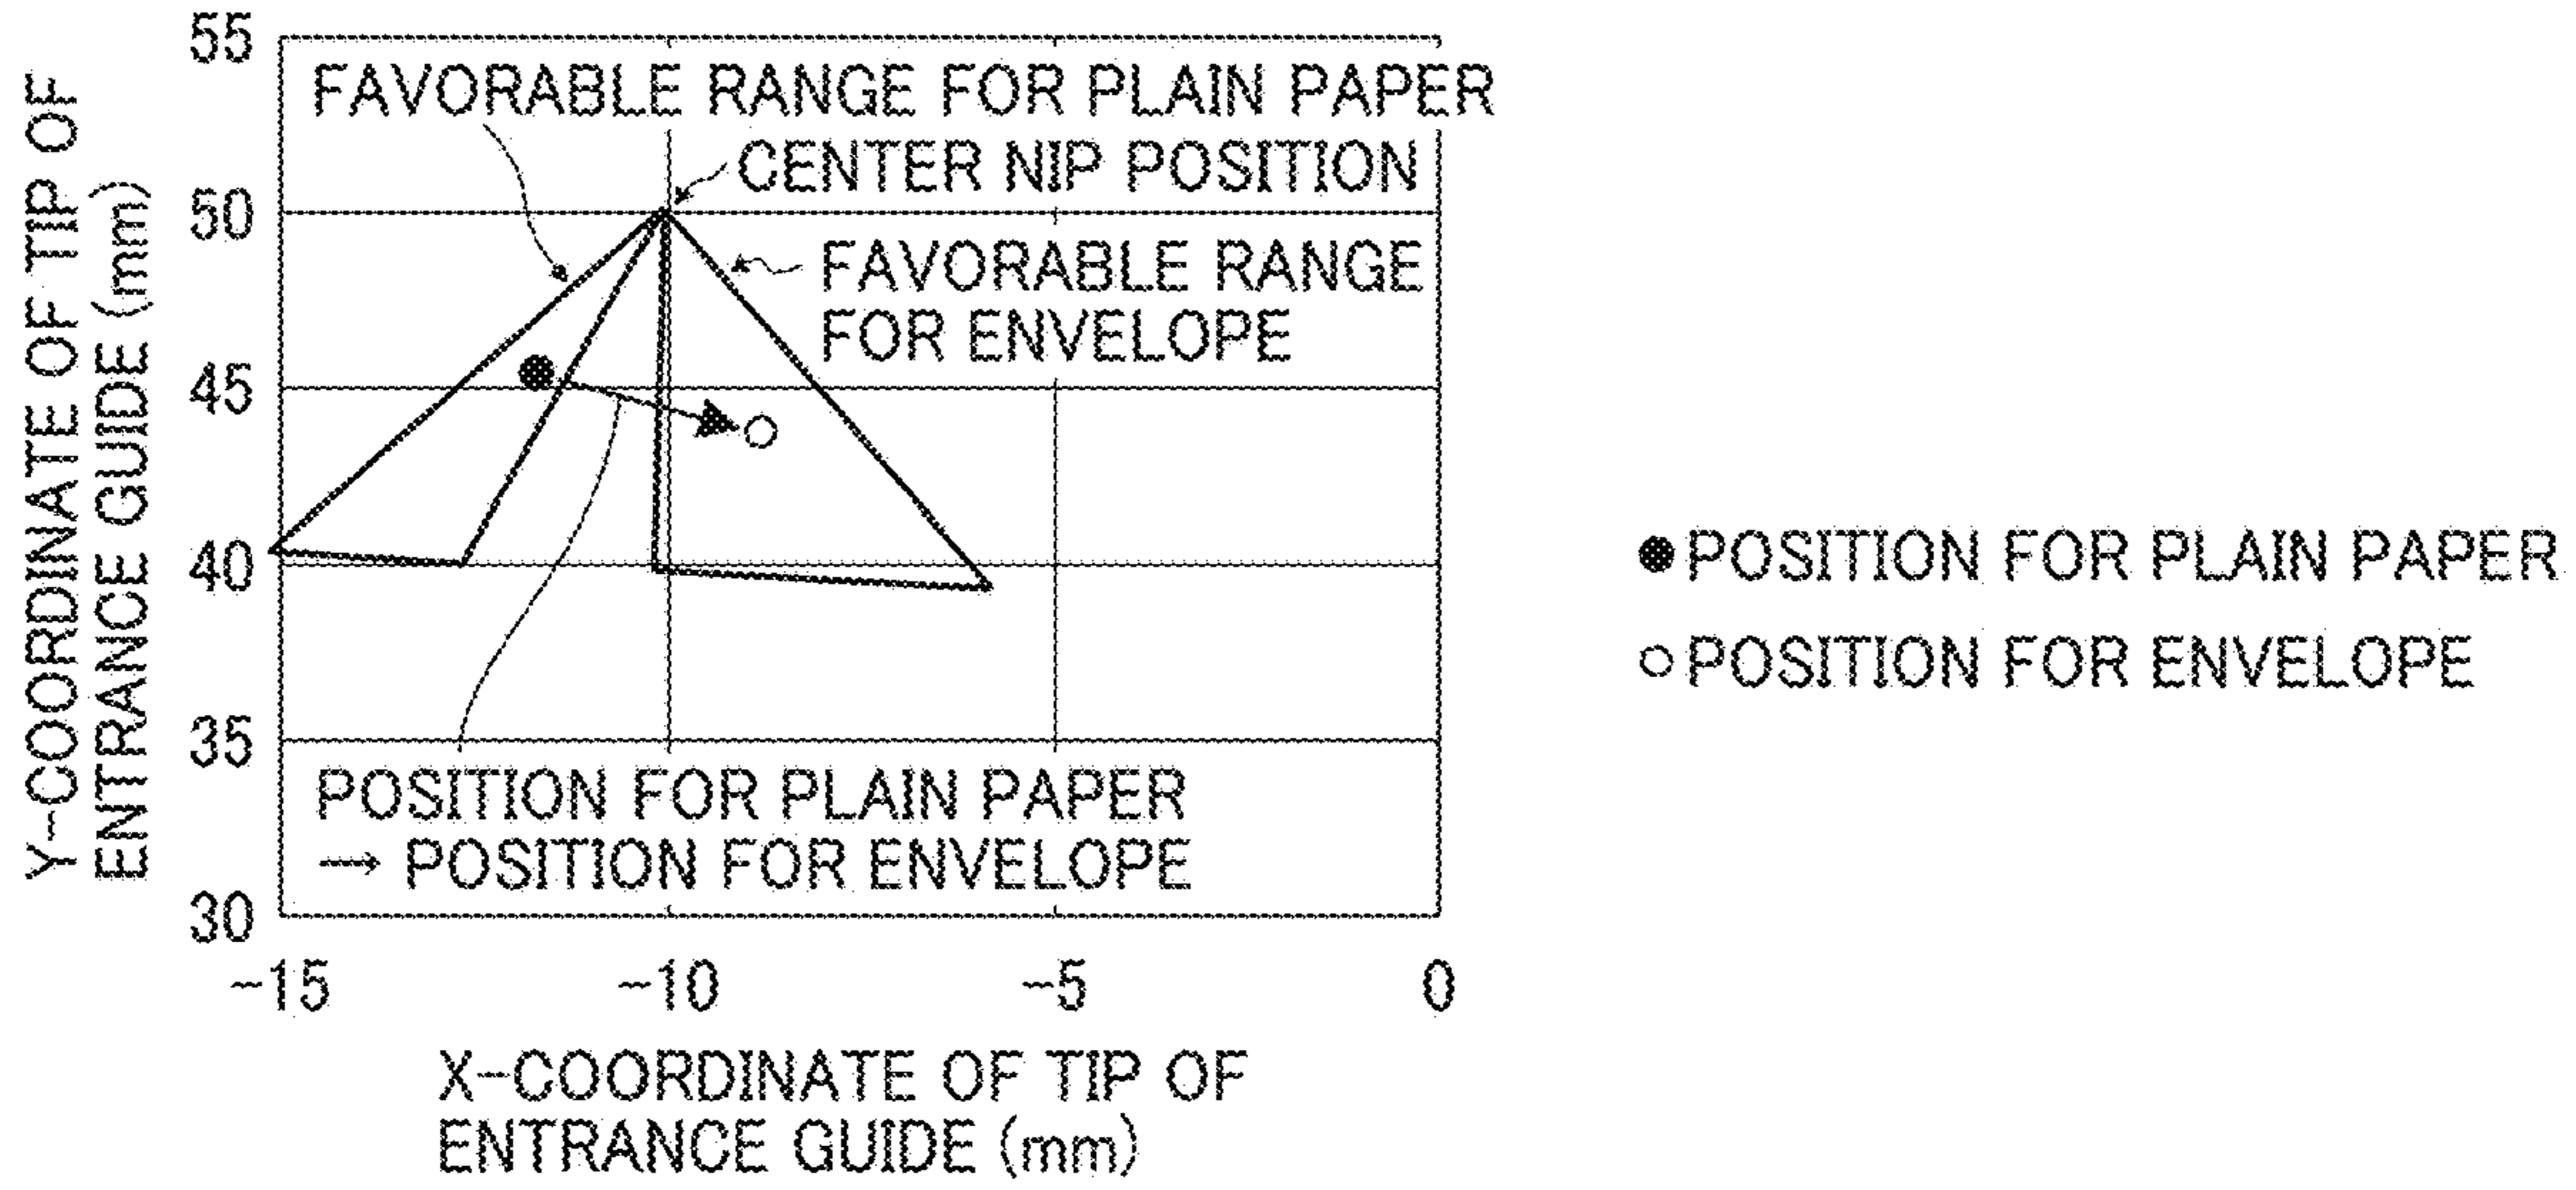 Y-COORDINATE OF TIP OF
ENTRANCE GUIDE (mm)
55
50
45
40
35
30
FAVORABLE RANGE FOR PLAIN PAPER
CENTER NIP POSITION
FAVORABLE RANGE
FOR ENVELOPE
POSITION FOR PLAIN PAPER
→ POSITION FOR ENVELOPE
-15 -10 -5 0
X-COORDINATE OF TIP OF
ENTRANCE GUIDE (mm)
●POSITION FOR PLAIN PAPER
○POSITION FOR ENVELOPE